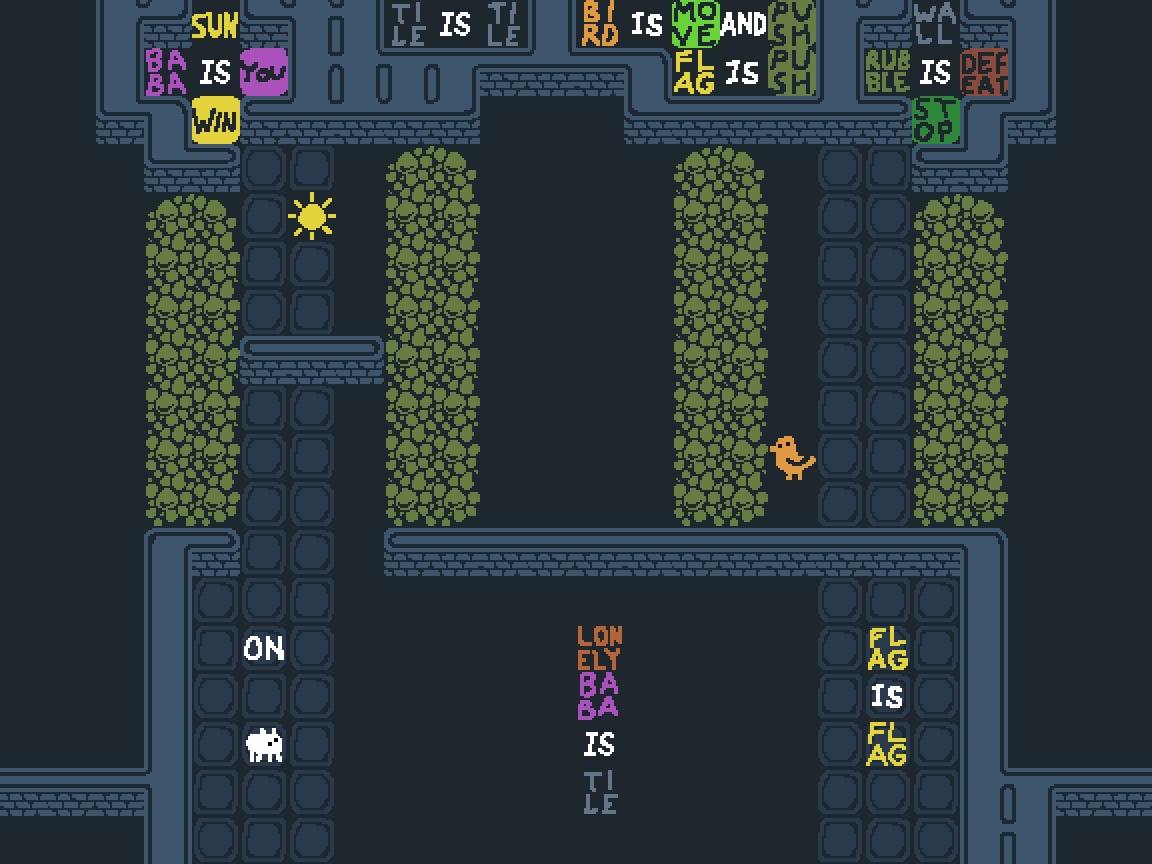 SUN TILE IS TILE BIRD IS MOVE AND PUSH WALL
BABA IS YOU FLAG IS PUSH RUBBLE IS DEFEAT
WIN STOP
ON LONELY FLAG
BABA IS
IS FLAG
TILE